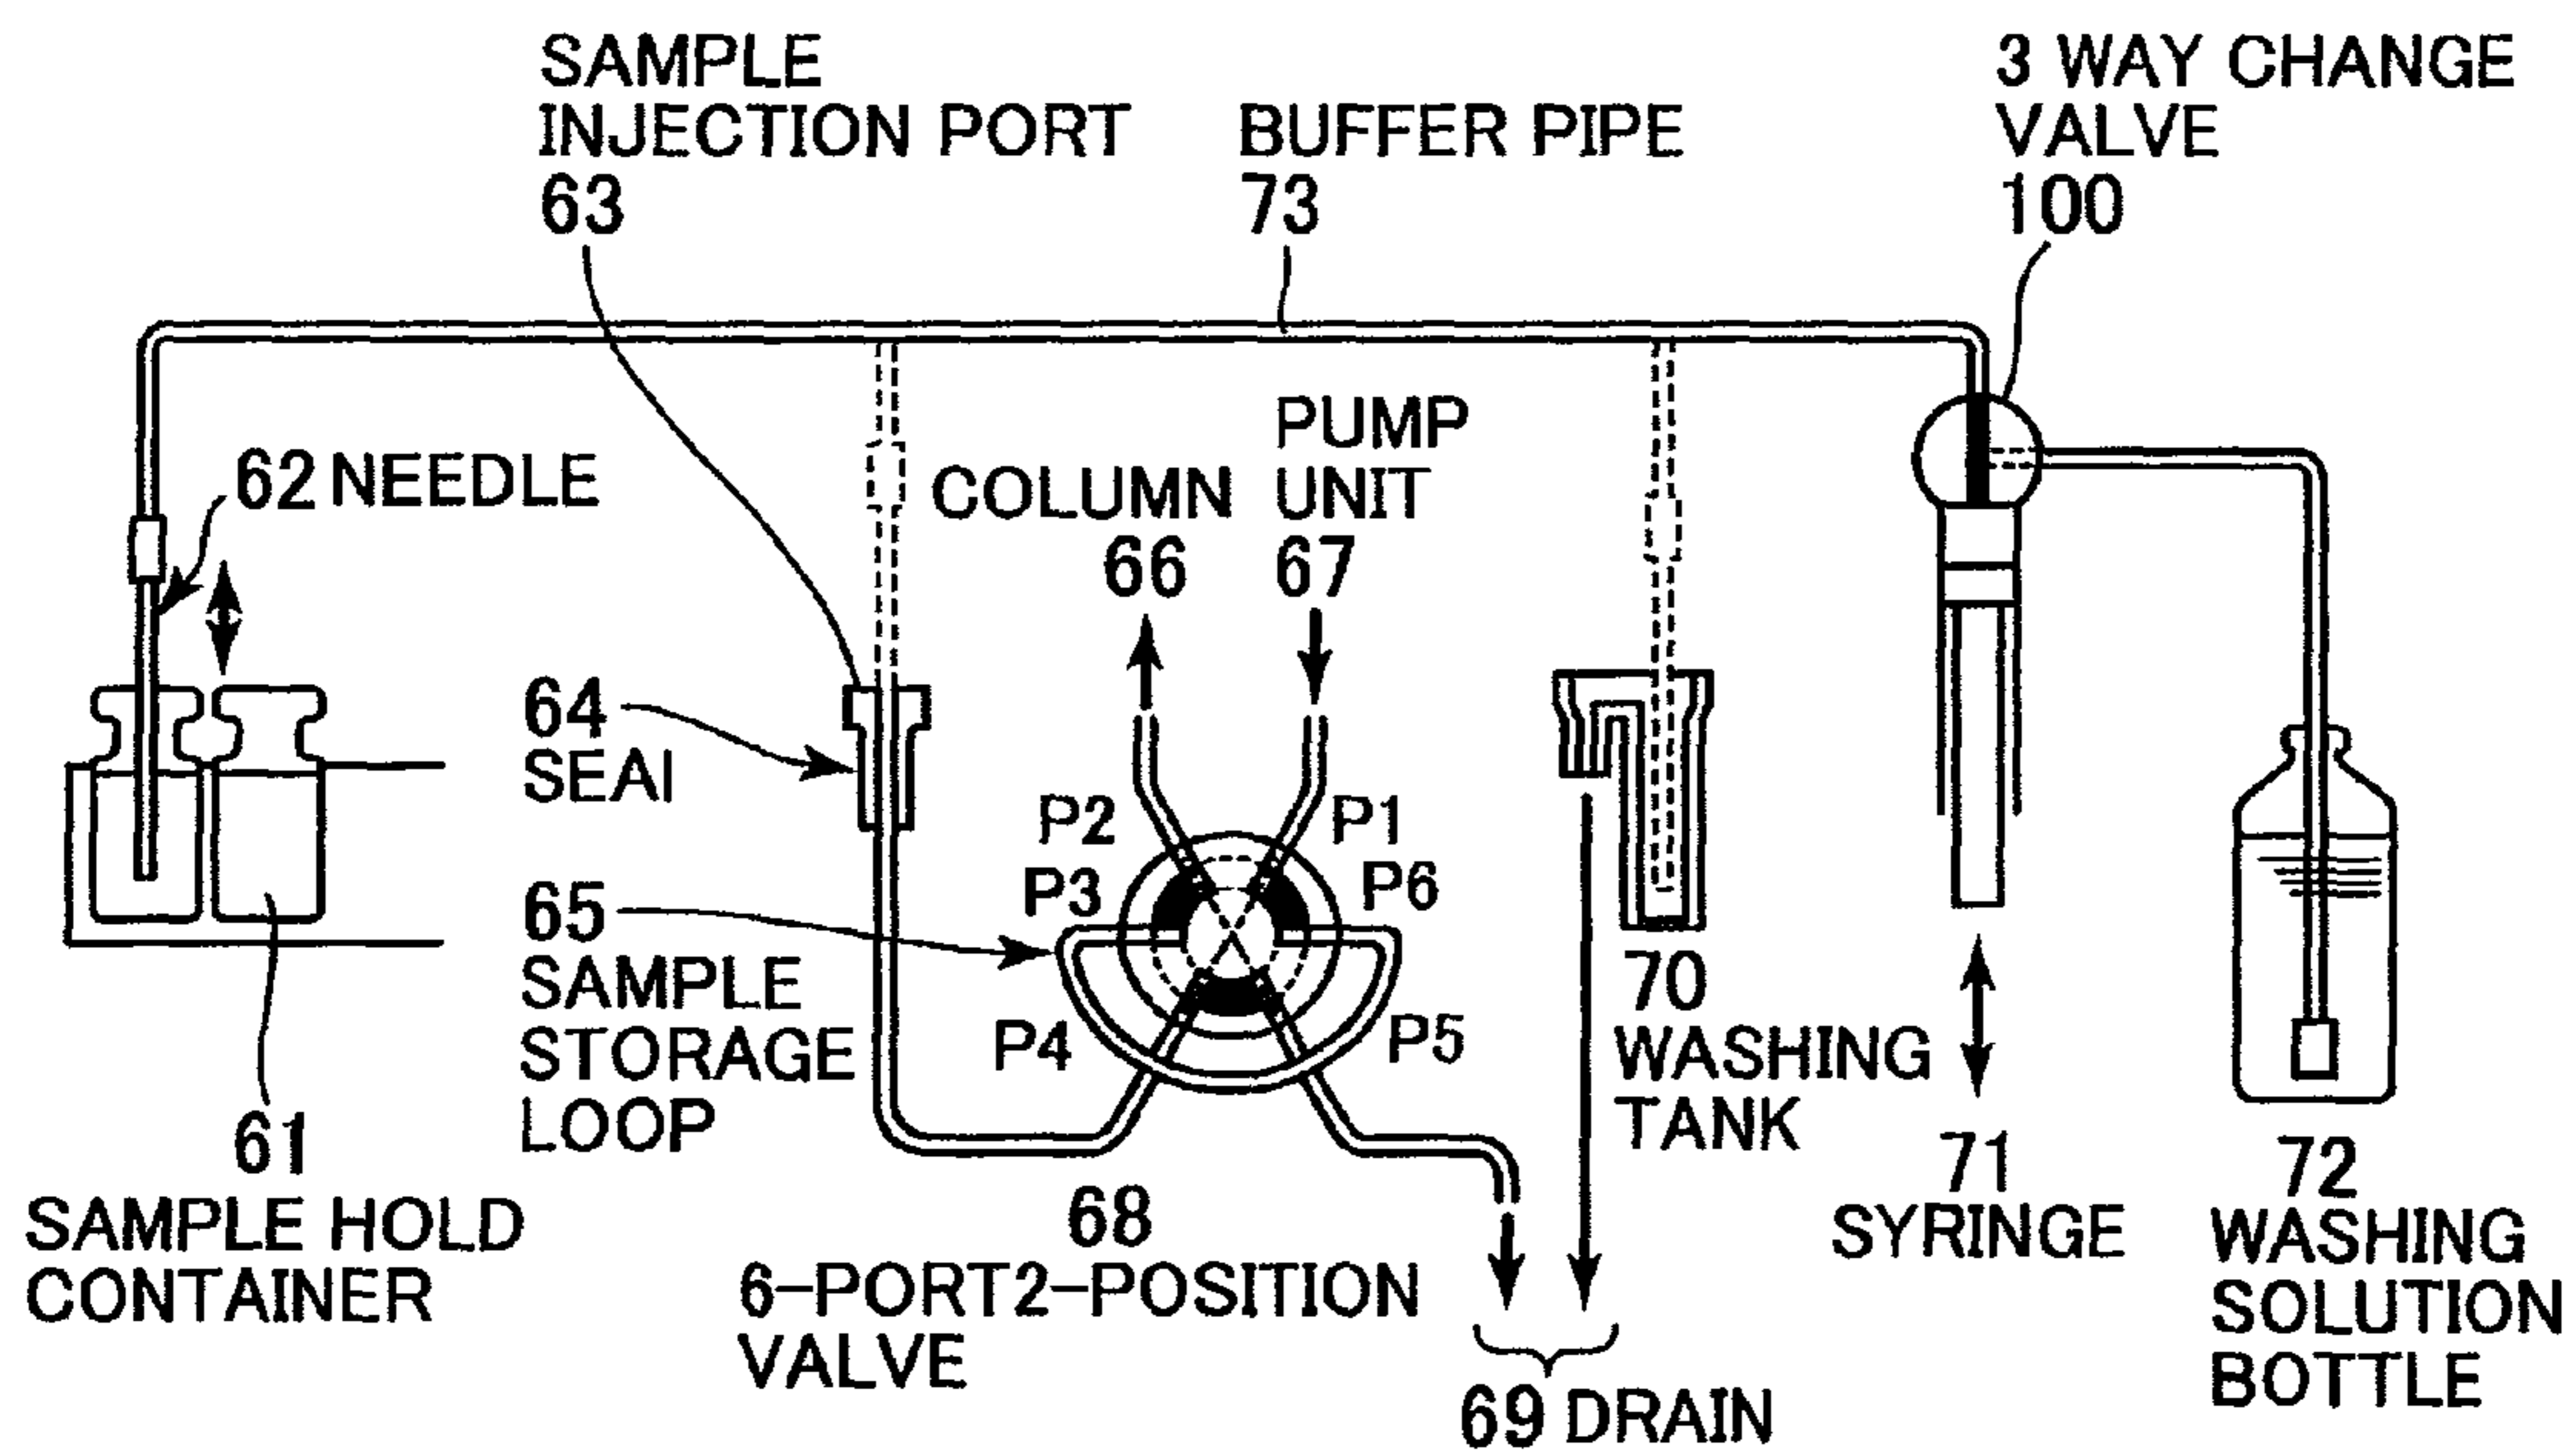 SAMPLE
INJECTION PORT
63
BUFFER PIPE
73
3 WAY CHANGE
VALVE
100
62 NEEDLE
COLUMN
66
PUMP
UNIT
67
64
SEAI
65
SAMPLE
STORAGE
LOOP
P2
P1
P3
P6
P4
P5
61
SAMPLE HOLD
CONTAINER
68
6-PORT2-POSITION
VALVE
70
WASHING
TANK
71
SYRINGE
72
WASHING
SOLUTION
BOTTLE
69 DRAIN